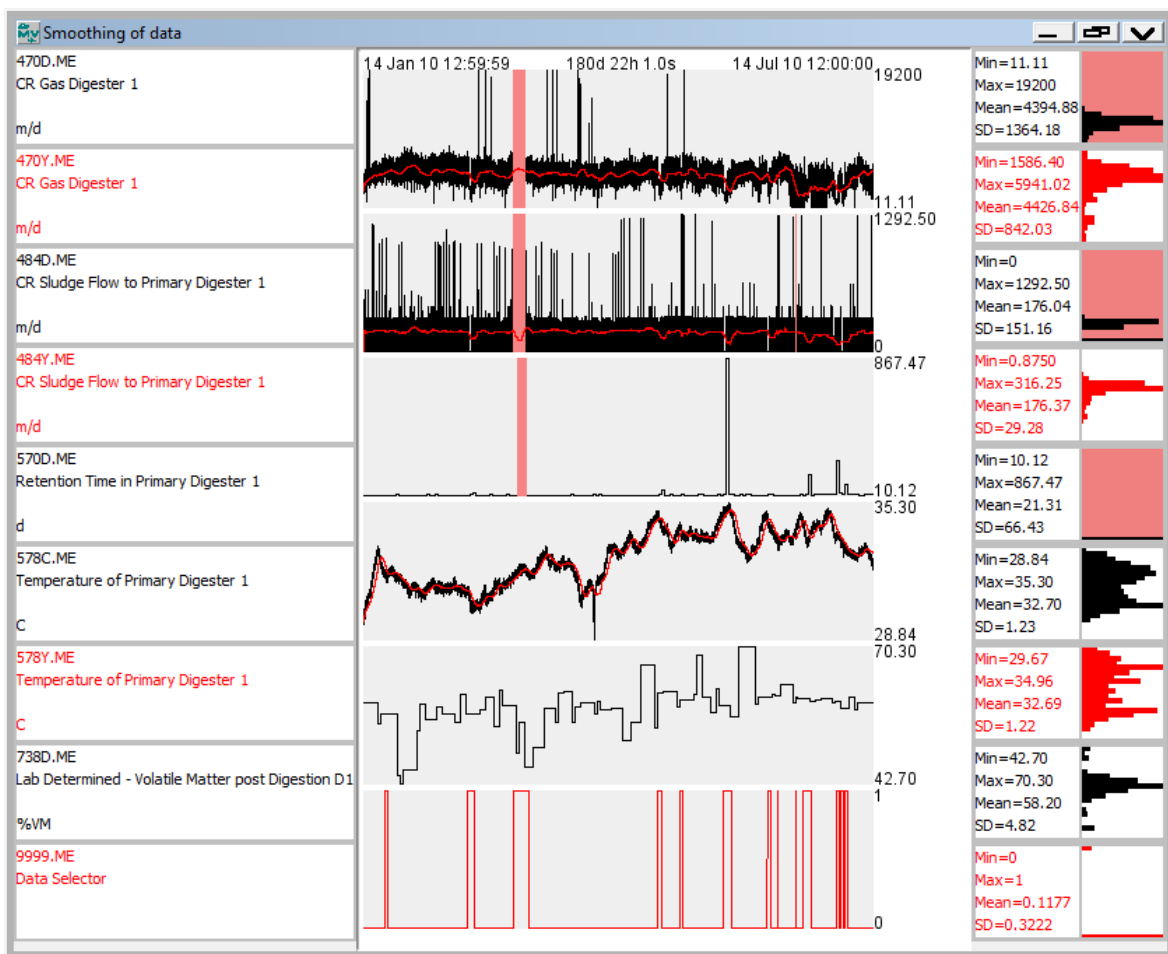 Smoothing of data
470D.ME
CR Gas Digester 1
m/d
470Y.ME
CR Gas Digester 1
m/d
484D.ME
CR Sludge Flow to Primary Digester 1
m/d
484Y.ME
CR Sludge Flow to Primary Digester 1
m/d
570D.ME
Retention Time in Primary Digester 1
d
578C.ME
Temperature of Primary Digester 1
C
578Y.ME
Temperature of Primary Digester 1
C
738D.ME
Lab Determined - Volatile Matter post Digestion D1
%VM
9999.ME
Data Selector
14 Jan 10 12:59:59 180d 22h 1.0s 14 Jul 10 12:00:00
19200
11.11
1292.50
0
867.47
10.12
35.30
28.84
70.30
42.70
1
0
Min=11.11
Max=19200
Mean=4394.88
SD=1364.18
Min=1586.40
Max=5941.02
Mean=4426.84
SD=842.03
Min=0
Max=1292.50
Mean=176.04
SD=151.16
Min=0.8750
Max=316.25
Mean=176.37
SD=29.28
Min=10.12
Max=867.47
Mean=21.31
SD=66.43
Min=28.84
Max=35.30
Mean=32.70
SD=1.23
Min=29.67
Max=34.96
Mean=32.69
SD=1.22
Min=42.70
Max=70.30
Mean=58.20
SD=4.82
Min=0
Max=1
Mean=0.1177
SD=0.3222